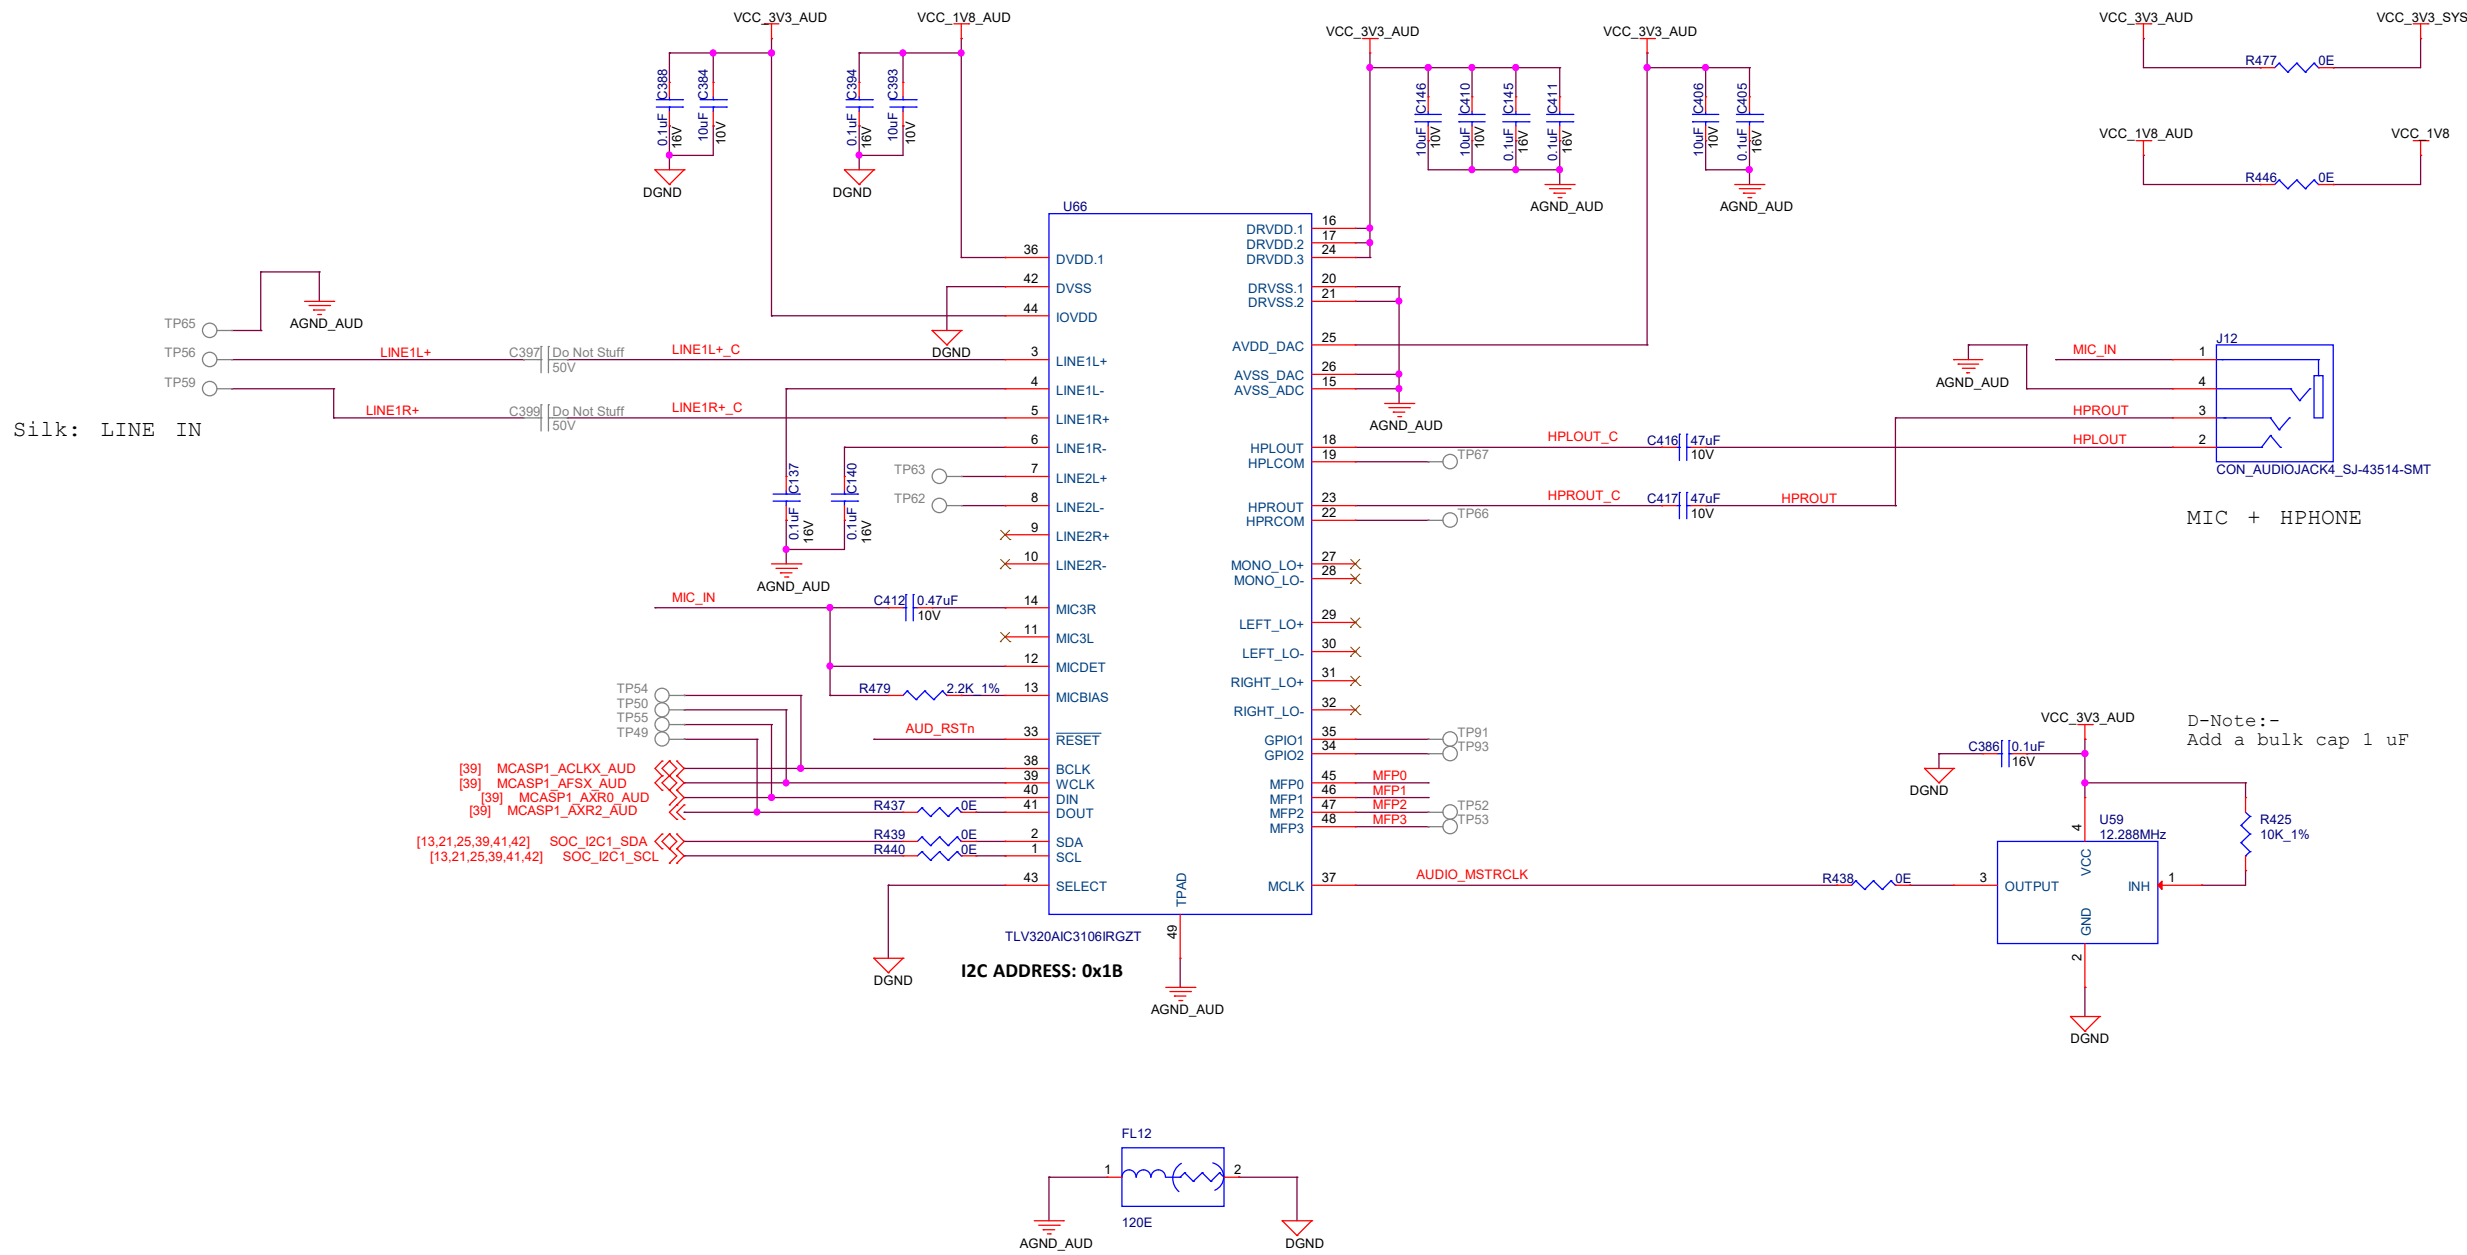 VCC_3V3_AUD
VCC_1V8_AUD
C388
0.1uF
16V
C384
10uF
10V
DGND
C394
0.1uF
16V
C393
10uF
10V
DGND
VCC_3V3_AUD
VCC_3V3_AUD
C146
10uF
10V
C410
10uF
10V
C145
0.1uF
16V
C411
0.1uF
16V
AGND_AUD
C406
10uF
10V
C405
0.1uF
16V
AGND_AUD
VCC_3V3_AUD
VCC_3V3_SYS
R477 0E
VCC_1V8_AUD
VCC_1V8
R446 0E
U66
36 DVDD.1
42 DVSS
44 IOVDD
3 LINE1L+
4 LINE1L-
5 LINE1R+
6 LINE1R-
7 LINE2L+
8 LINE2L-
9 LINE2R+
10 LINE2R-
14 MIC3R
11 MIC3L
12 MICDET
13 MICBIAS
33 RESET
38 BCLK
39 WCLK
40 DIN
41 DOUT
2 SDA
1 SCL
43 SELECT
DRVDD.1 16
DRVDD.2 17
DRVDD.3 24
DRVSS.1 20
DRVSS.2 21
AVDD_DAC 25
AVSS_DAC 26
AVSS_ADC 15
HPLOUT 18
HPLCOM 19
HPROUT 23
HPRCOM 22
MONO_LO+ 27
MONO_LO- 28
LEFT_LO+ 29
LEFT_LO- 30
RIGHT_LO+ 31
RIGHT_LO- 32
GPIO1 35
GPIO2 34
MFP0 45
MFP1 46
MFP2 47
MFP3 48
MCLK 37
TPAD
49
TLV320AIC3106IRGZT
I2C ADDRESS: 0x1B
AGND_AUD
AGND_AUD
TP65
TP56
TP59
LINE1L+
C397 Do Not Stuff
50V
LINE1L+_C
LINE1R+
C399 Do Not Stuff
50V
LINE1R+_C
Silk: LINE IN
DGND
TP63
TP62
C137
0.1uF
16V
C140
0.1uF
16V
AGND_AUD
MIC_IN
C412 0.47uF
10V
R479 2.2K_1%
TP54
TP50
TP55
TP49
AUD_RSTn
[39] MCASP1_ACLKX_AUD
[39] MCASP1_AFSX_AUD
[39] MCASP1_AXR0_AUD
[39] MCASP1_AXR2_AUD
R437 0E
[13,21,25,39,41,42] SOC_I2C1_SDA
R439 0E
[13,21,25,39,41,42] SOC_I2C1_SCL
R440 0E
DGND
AGND_AUD
HPLOUT_C
C416 47uF
10V
TP67
HPROUT_C
C417 47uF
10V
HPROUT
TP66
AGND_AUD
MIC_IN
HPROUT
HPLOUT
J12
1
4
3
2
CON_AUDIOJACK4_SJ-43514-SMT
MIC + HPHONE
TP91
TP93
MFP0
MFP1
MFP2
MFP3
TP52
TP53
AUDIO_MSTRCLK
R438 0E
VCC_3V3_AUD
D-Note:-
Add a bulk cap 1 uF
C386 0.1uF
16V
DGND
R425
10K_1%
U59
12.288MHz
4
VCC
3 OUTPUT
INH 1
GND
2
DGND
FL12
1
2
120E
AGND_AUD
DGND